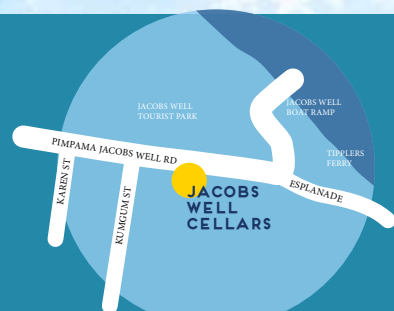 JACOBS WELL
TOURIST PARK
JACOBS WELL
BOAT RAMP
PIMPAMA JACOBS WELL RD
TIPPLERS
FERRY
KAREN ST
KUMGUM ST
ESPLANADE
JACOBS
WELL
CELLARS